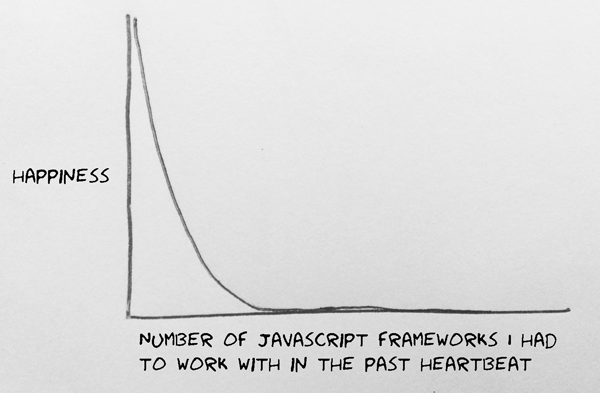 HAPPINESS
NUMBER OF JAVASCRIPT FRAMEWORKS I HAD
TO WORK WITH IN THE PAST HEARTBEAT